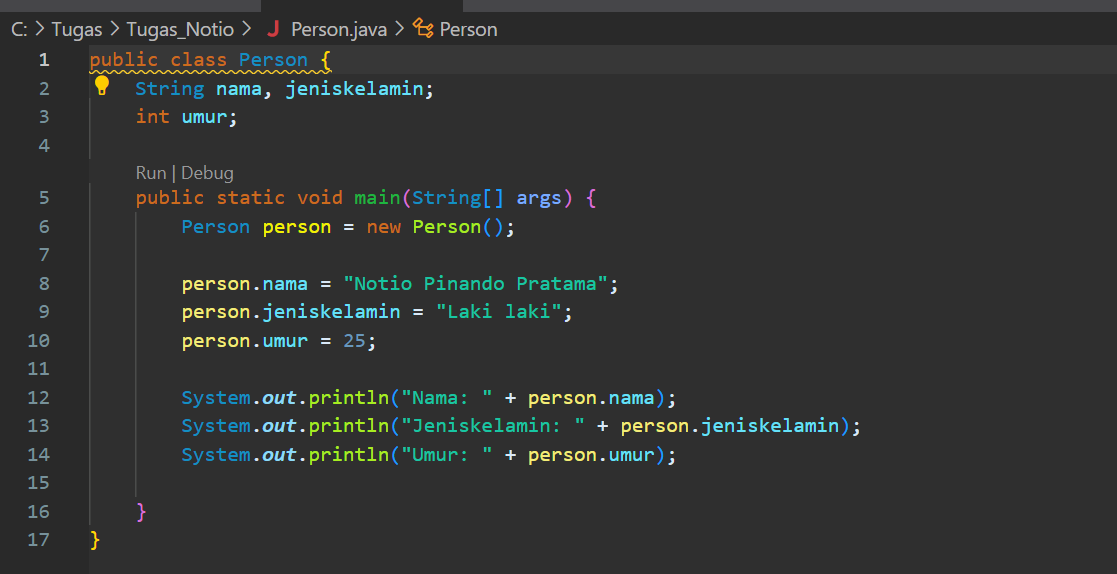 C: > Tugas > Tugas_Notio > J Person.java > Person
1 public class Person {
2 String nama, jeniskelamin;
3 int umur;
4
Run | Debug
5 public static void main(String[] args) {
6 Person person = new Person();
7
8 person.nama = "Notio Pinando Pratama";
9 person.jeniskelamin = "Laki laki";
10 person.umur = 25;
11
12 System.out.println("Nama: " + person.nama);
13 System.out.println("Jeniskelamin: " + person.jeniskelamin);
14 System.out.println("Umur: " + person.umur);
15
16 }
17 }